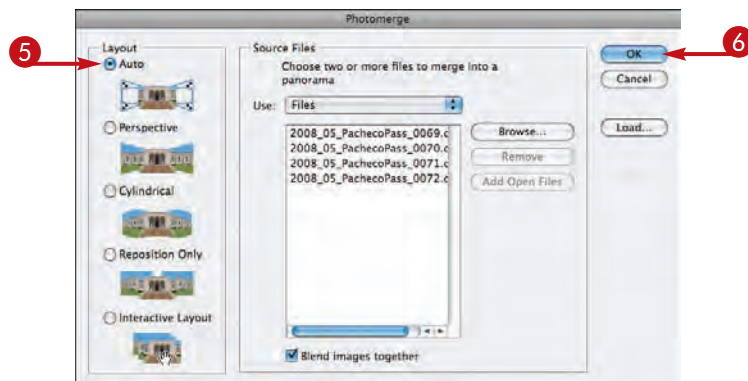 Photomerge
5
6
Layout
Auto
Perspective
Cylindrical
Reposition Only
Interactive Layout
Source Files
Choose two or more files to merge into a
panorama
Use: Files
2008_05_PachecoPass_0069.c
2008_05_PachecoPass_0070.c
2008_05_PachecoPass_0071.c
2008_05_PachecoPass_0072.c
Browse...
Remove
Add Open Files
Blend images together
OK
Cancel
Load...